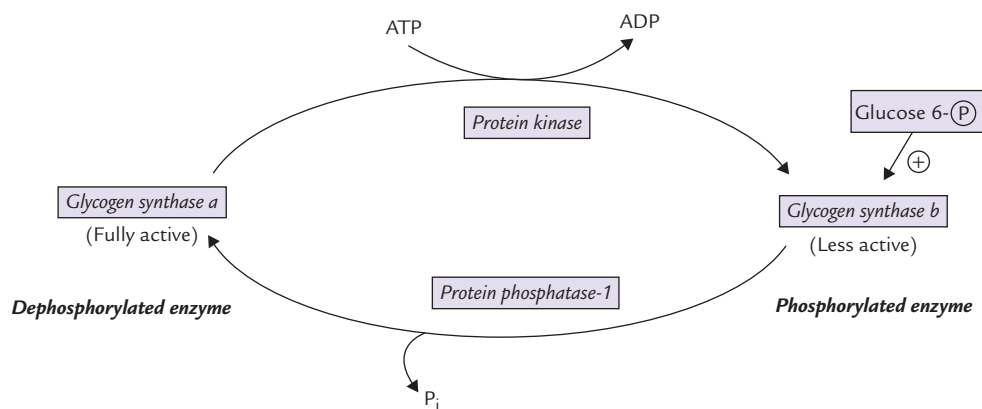 ATP
ADP
Protein kinase
Glucose 6-Ⓟ
⊕
Glycogen synthase a
(Fully active)
Glycogen synthase b
(Less active)
Protein phosphatase-1
Dephosphorylated enzyme
Phosphorylated enzyme
Pi